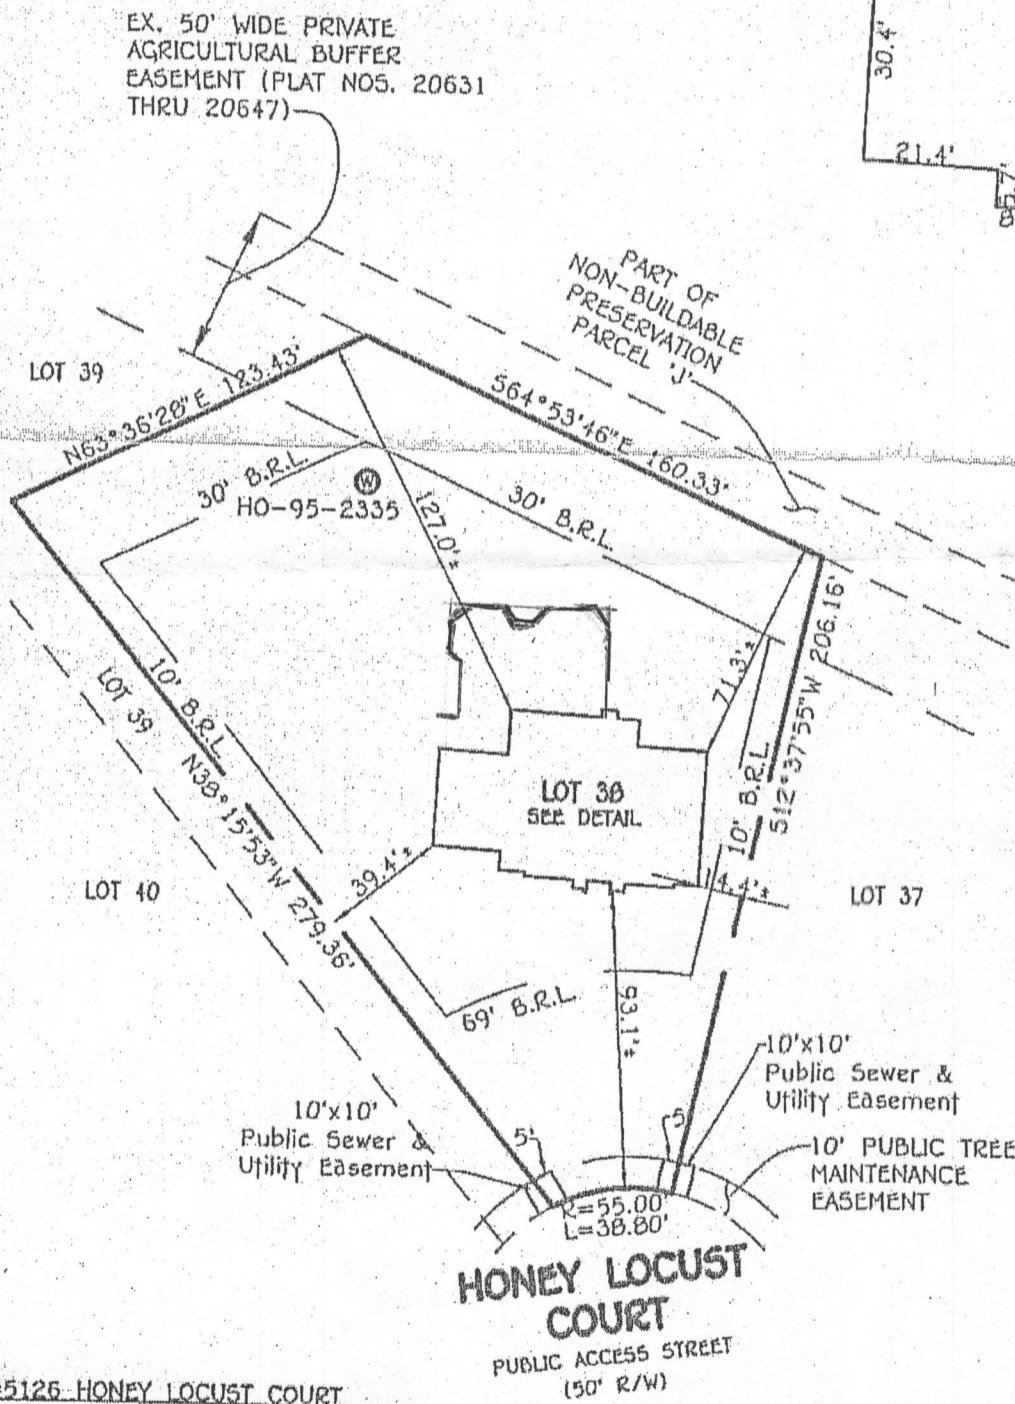 EX. 50' WIDE PRIVATE
AGRICULTURAL BUFFER
EASEMENT (PLAT NOS. 20631
THRU 20647)
30.4'
21.4'
PART OF
NON-BUILDABLE
PRESERVATION
PARCEL 'J'
LOT 39
N63°36'28"E 123.43'
S64°53'46"E 160.33'
30' B.R.L.
HO-95-2335
W
127.0'±
30' B.R.L.
71.3'±
S12°37'55"W 206.16'
10' B.R.L.
LOT 39
N38°15'53"W 279.36'
10' B.R.L.
LOT 38
SEE DETAIL
39.4'±
14.4'±
LOT 40
LOT 37
69' B.R.L.
93.1'±
10'x10'
Public Sewer &
Utility Easement
10'x10'
Public Sewer &
Utility Easement
5'
5'
10' PUBLIC TREE
MAINTENANCE
EASEMENT
R=55.00'
L=38.80'
HONEY LOCUST
COURT
PUBLIC ACCESS STREET
(50' R/W)
5126 HONEY LOCUST COURT